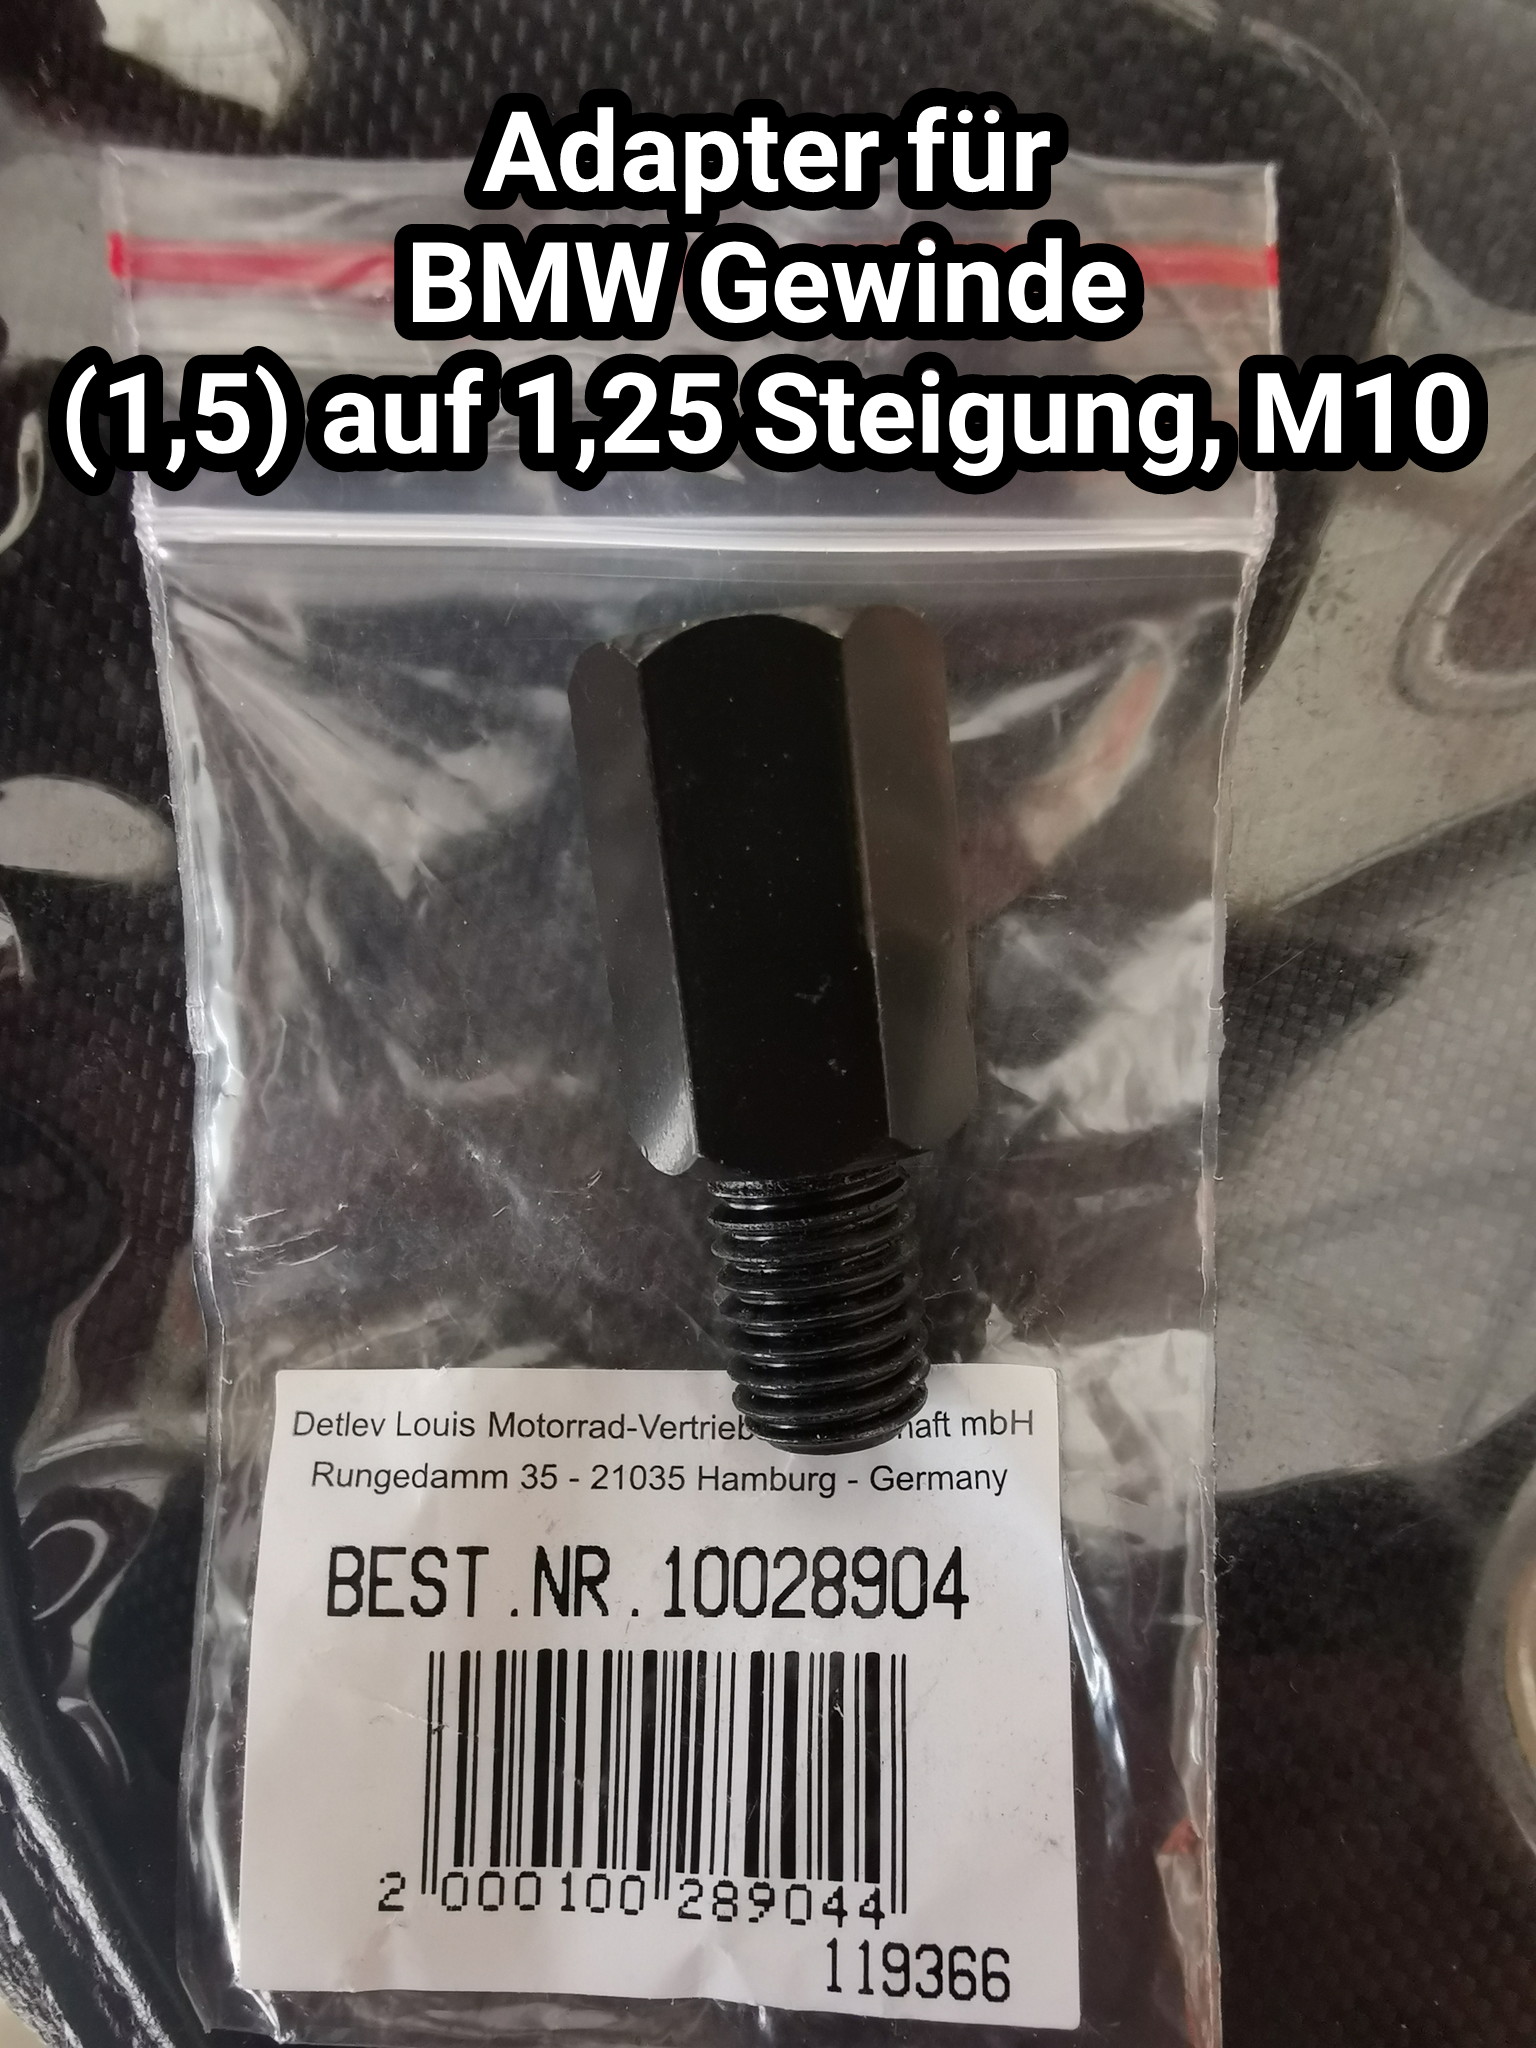 Adapter für
BMW Gewinde
(1,5) auf 1,25 Steigung, M10
Detlev Louis Motorrad-Vertrieb haft mbH
Rungedamm 35 - 21035 Hamburg - Germany
BEST.NR.10028904
2 000100 289044
119366